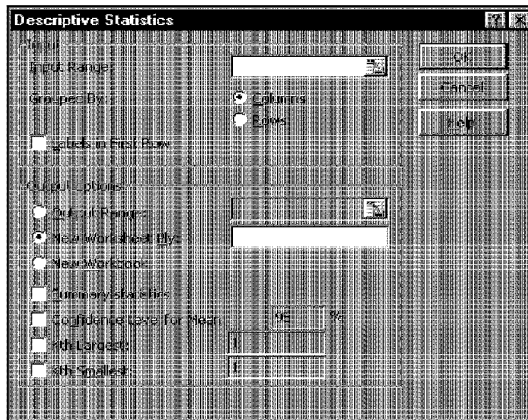 Descriptive Statistics
Input
Input Range:
Grouped By:
Columns
Rows
Labels in First Row
Output options
Output Range:
New Worksheet Ply:
New Workbook
Summary statistics
Confidence Level for Mean: 95 %
Kth Largest: 1
Kth Smallest: 1
OK
Cancel
Help